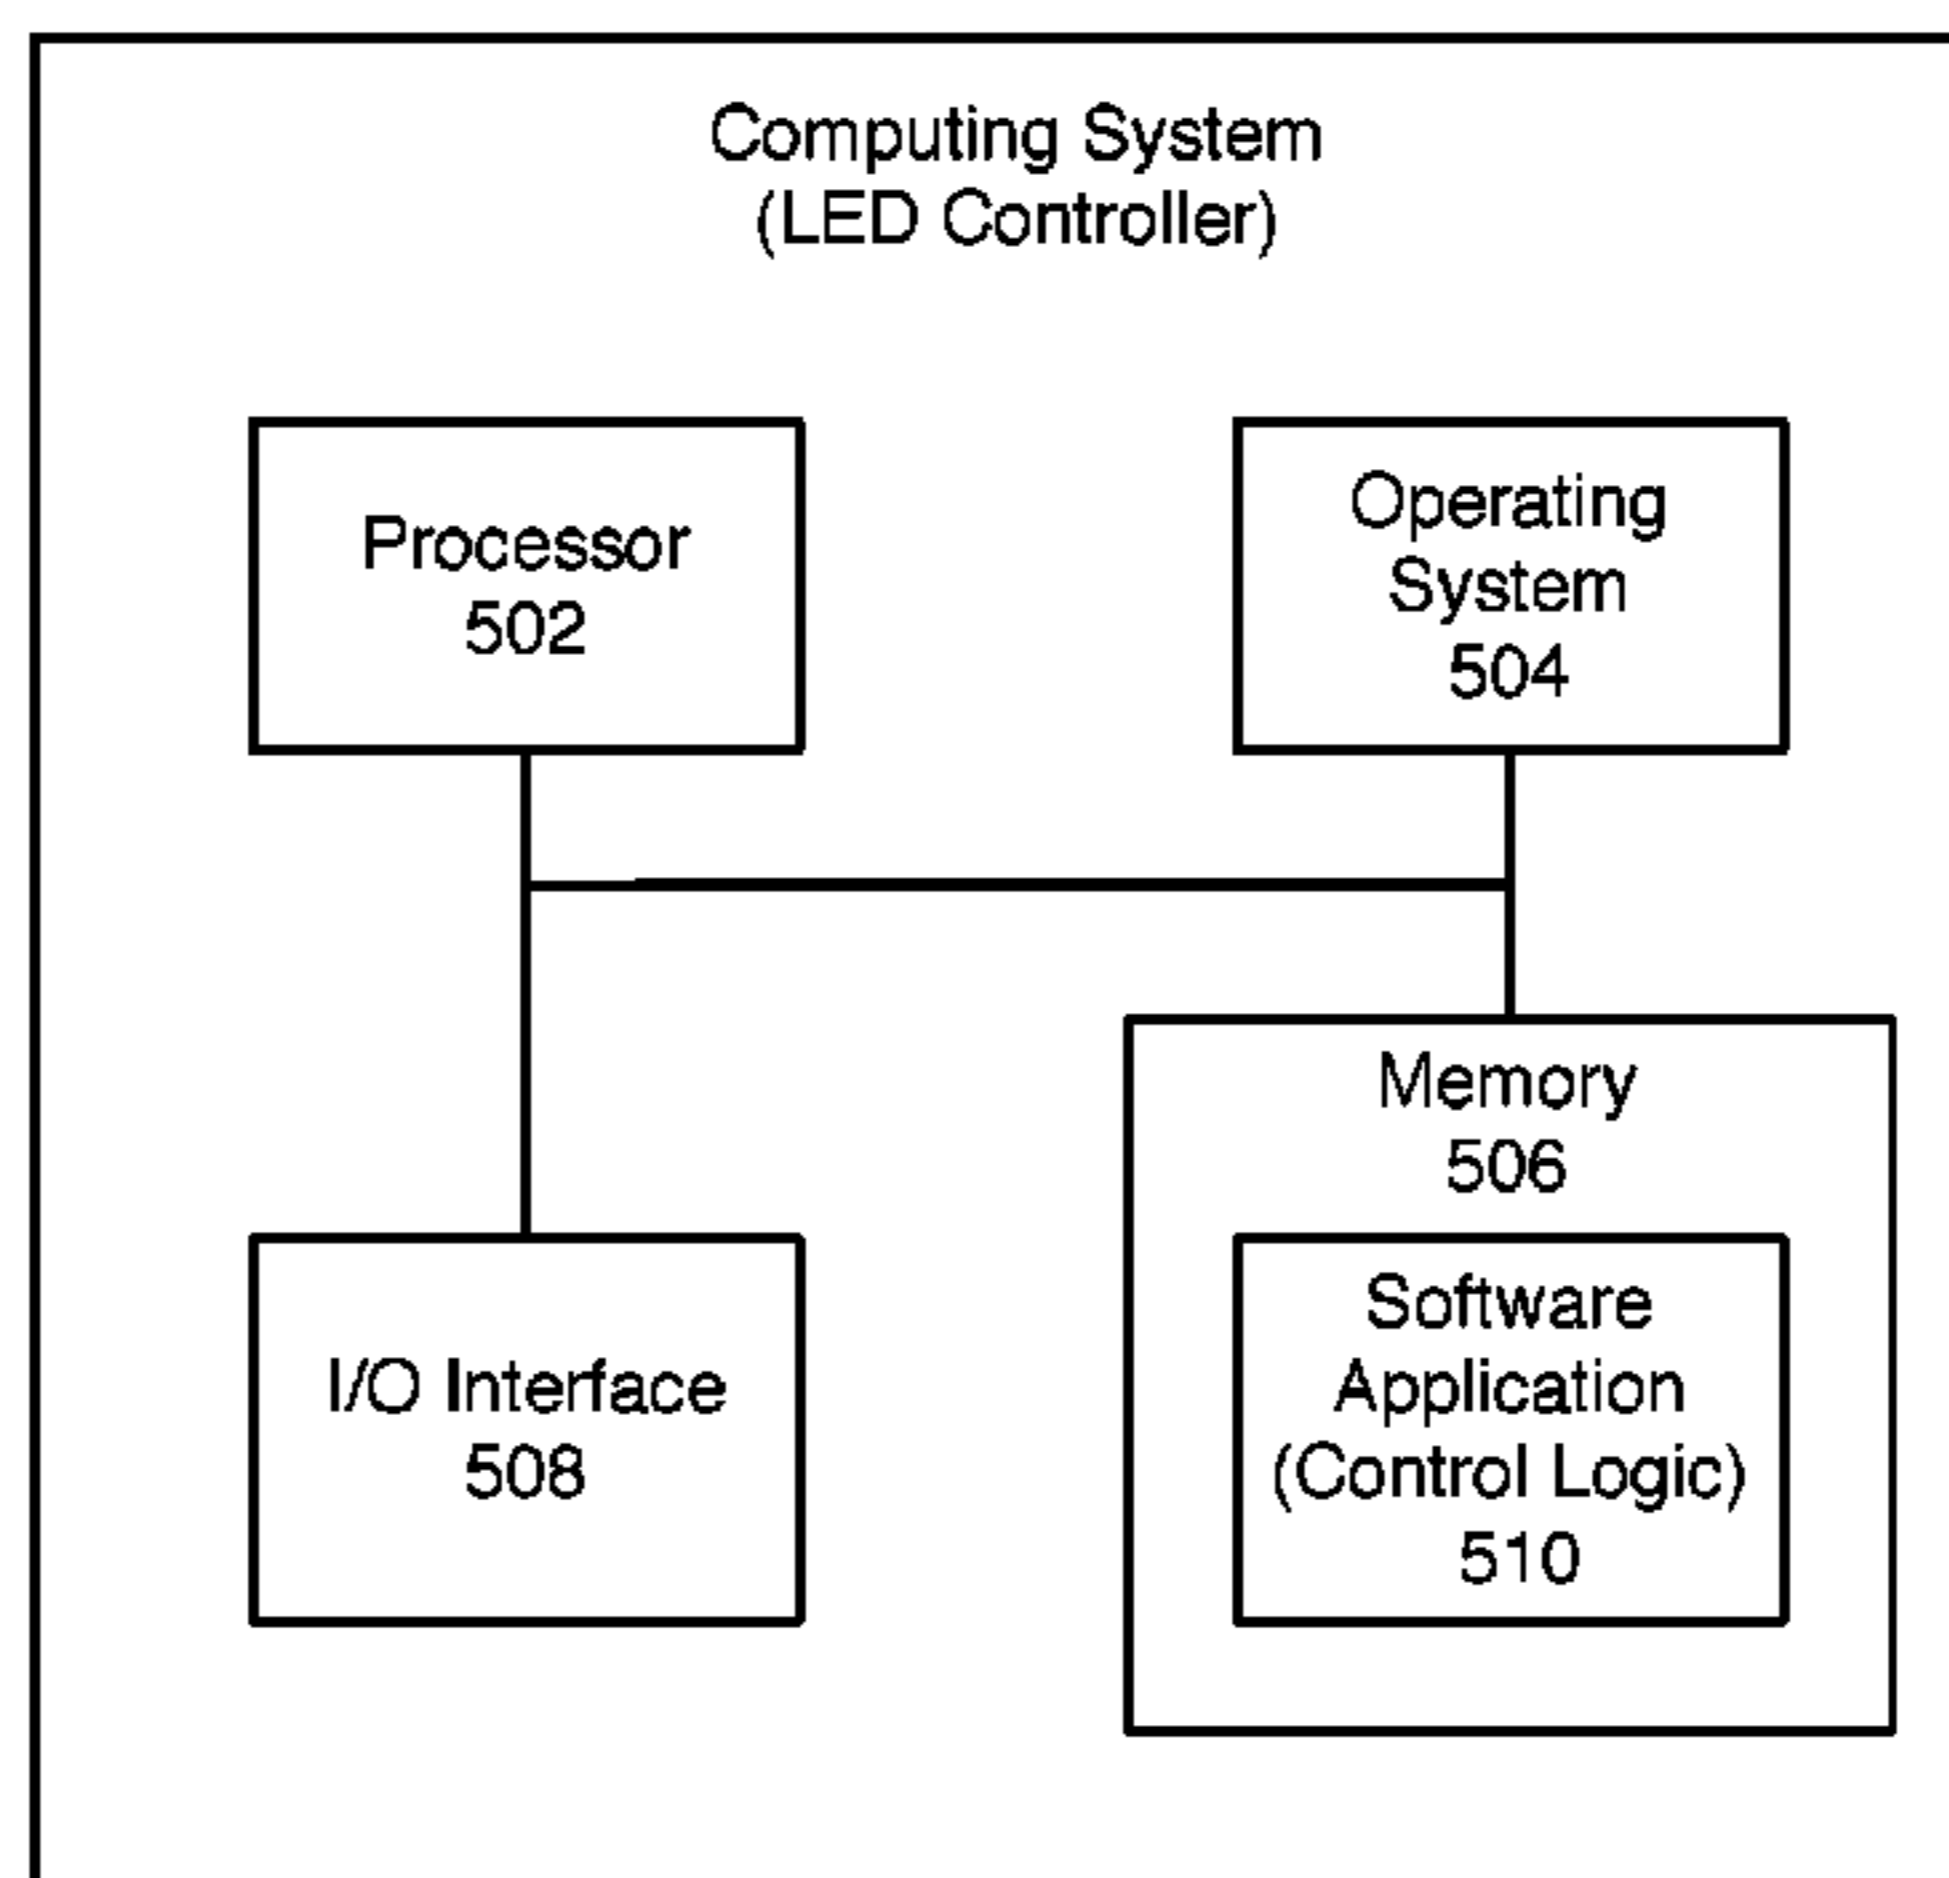 Computing System
(LED Controller)
Processor
502
Operating
System
504
Memory
506
I/O Interface
508
Software
Application
(Control Logic)
510